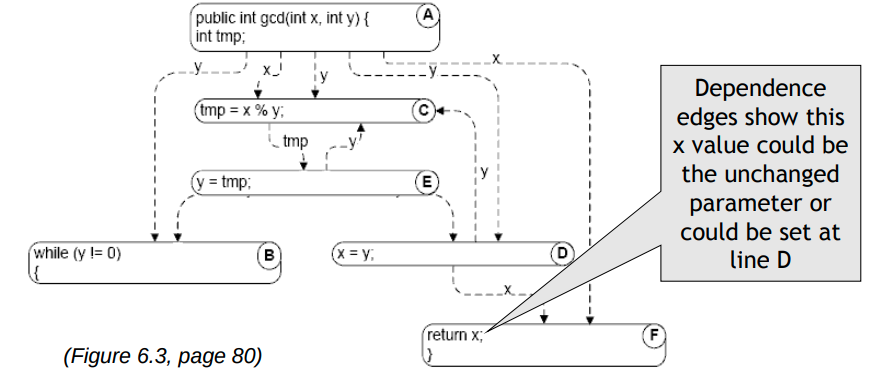 public int gcd(int x, int y) {
int tmp;
A
y
x
y
y
x
tmp = x % y;
C
tmp
y
y
y = tmp;
E
while (y != 0)
{
B
x = y;
D
x
return x;
}
F
Dependence
edges show this
x value could be
the unchanged
parameter or
could be set at
line D
(Figure 6.3, page 80)